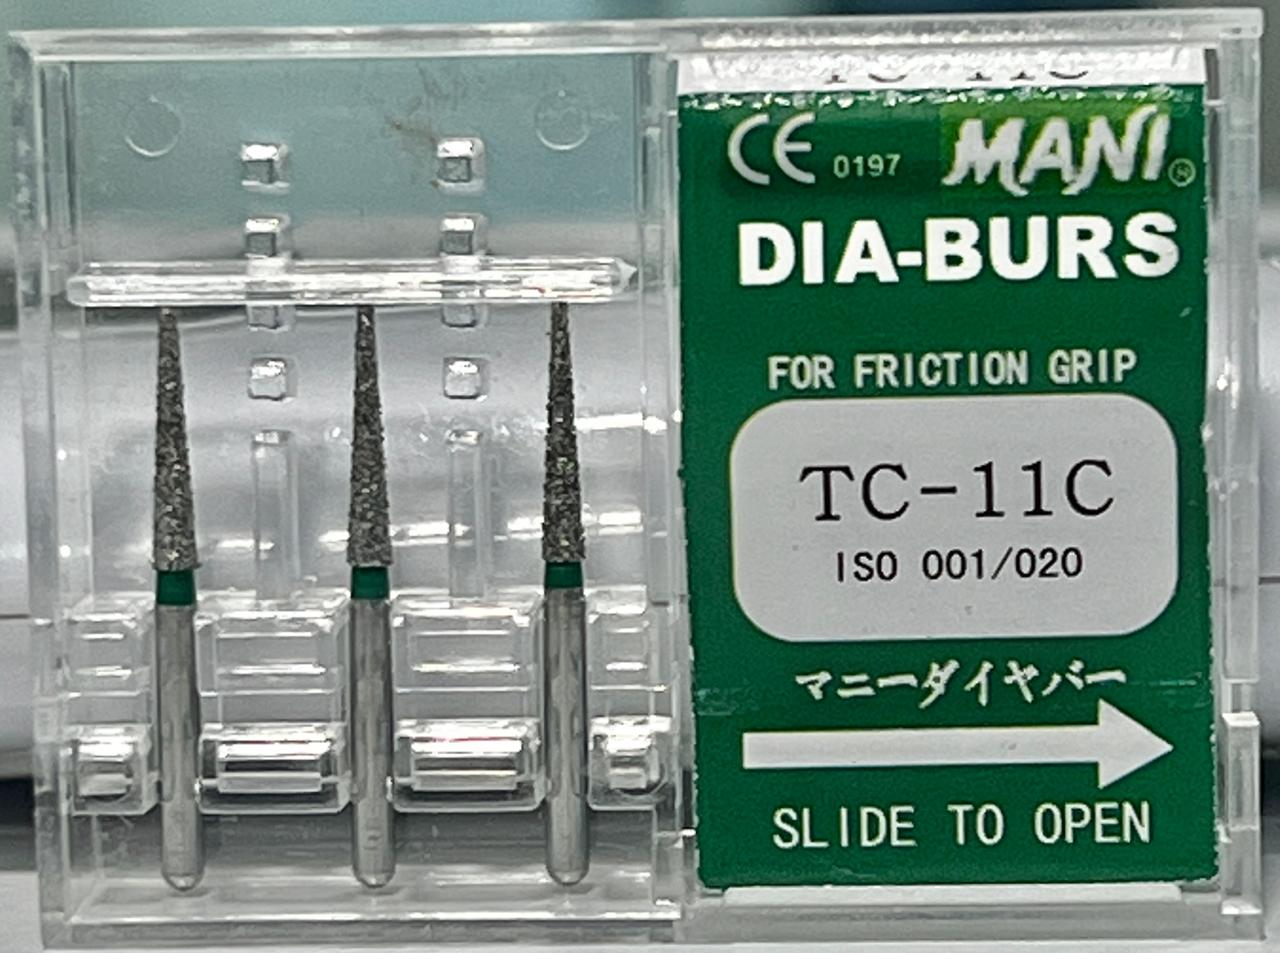 CE 0197 MANI®
DIA-BURS
FOR FRICTION GRIP
TC-11C
ISO 001/020
マニーダイヤバー
SLIDE TO OPEN